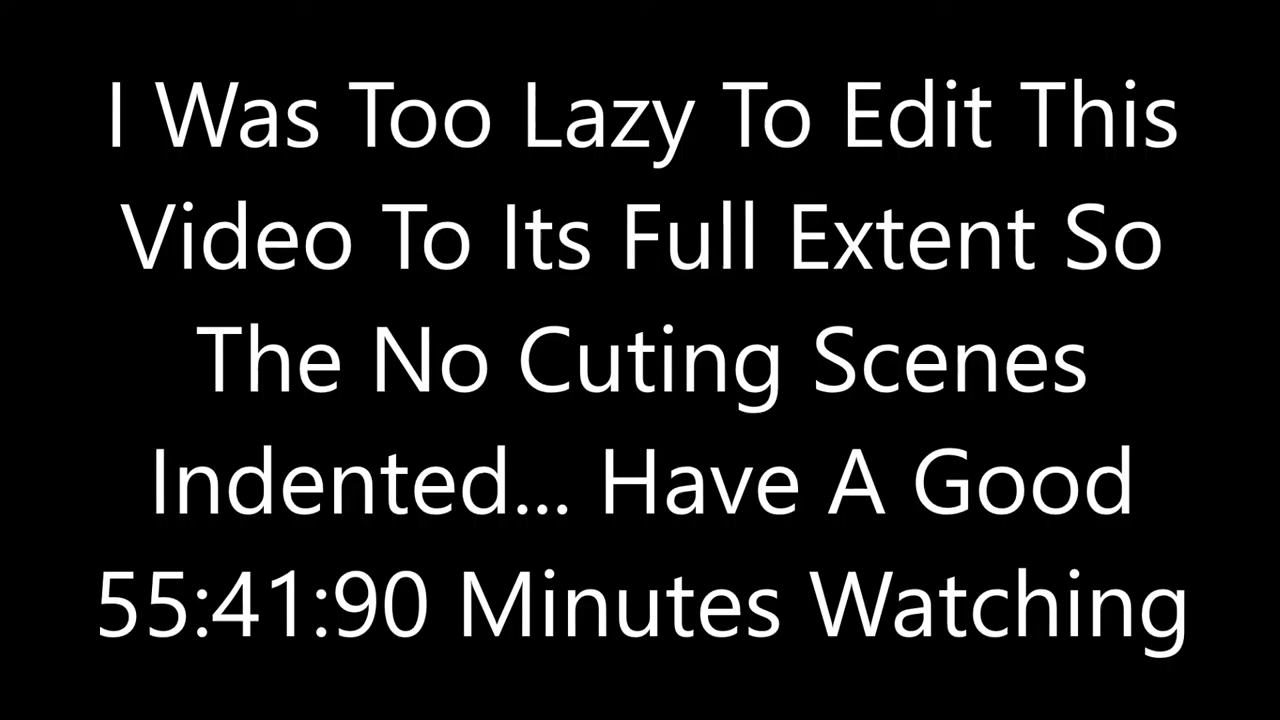 I Was Too Lazy To Edit This
Video To Its Full Extent So
The No Cuting Scenes
Indented... Have A Good
55:41:90 Minutes Watching